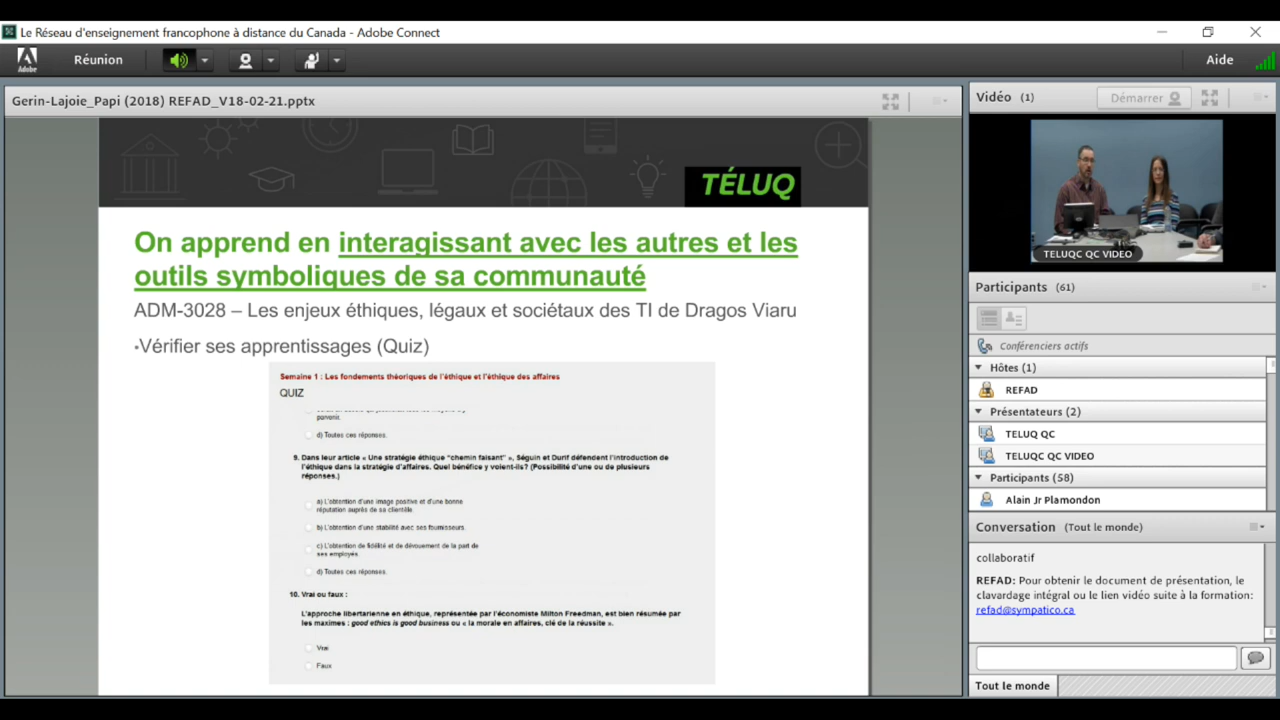 Le Réseau d'enseignement francophone à distance du Canada - Adobe Connect
Adobe
Réunion
Aide
Gerin-Lajoie_Papi (2018) REFAD_V18-02-21.pptx
TÉLUQ
On apprend en interagissant avec les autres et les
outils symboliques de sa communauté
ADM-3028 – Les enjeux éthiques, légaux et sociétaux des TI de Dragos Viaru
•Vérifier ses apprentissages (Quiz)
Semaine 1 : Les fondements théoriques de l'éthique et l'éthique des affaires
QUIZ
parvenir.
d) Toutes ces réponses.
9. Dans leur article « Une stratégie éthique "chemin faisant" », Séguin et Durif défendent l'introduction de
l'éthique dans la stratégie d'affaires. Quel bénéfice y voient-ils? (Possibilité d'une ou de plusieurs
réponses.)
a) L'obtention d'une image positive et d'une bonne
réputation auprès de sa clientèle.
b) L'obtention d'une stabilité avec ses fournisseurs.
c) L'obtention de fidélité et de dévouement de la part de
ses employés.
d) Toutes ces réponses.
10. Vrai ou faux :
L'approche libertarienne en éthique, représentée par l'économiste Milton Freedman, est bien résumée par
les maximes : good ethics is good business ou « la morale en affaires, clé de la réussite ».
Vrai
Faux
Vidéo (1)
Démarrer
TELUQC QC VIDEO
Participants (61)
Conférenciers actifs
Hôtes (1)
REFAD
Présentateurs (2)
TELUQ QC
TELUQC QC VIDEO
Participants (58)
Alain Jr Plamondon
Conversation (Tout le monde)
collaboratif
REFAD: Pour obtenir le document de présentation, le
clavardage intégral ou le lien vidéo suite à la formation:
refad@sympatico.ca
Tout le monde